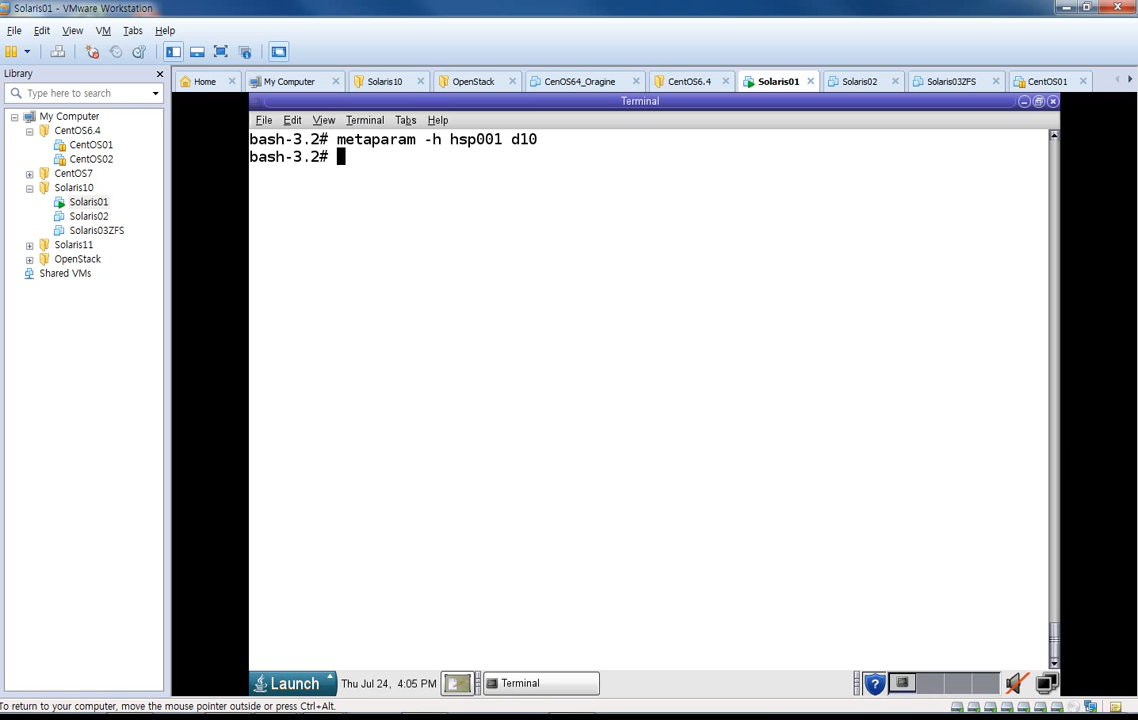 Solaris01 - VMware Workstation
File Edit View VM Tabs Help
Library
Type here to search
My Computer
CentOS6.4
CentOS01
CentOS02
CentOS7
Solaris10
Solaris01
Solaris02
Solaris03ZFS
Solaris11
OpenStack
Shared VMs
Home My Computer Solaris10 OpenStack CenOS64_Oragine CentOS6.4 Solaris01 Solaris02 Solaris03ZFS CentOS01
Terminal
File Edit View Terminal Tabs Help
bash-3.2# metaparam -h hsp001 d10
bash-3.2#
Launch Thu Jul 24, 4:05 PM Terminal
To return to your computer, move the mouse pointer outside or press Ctrl+Alt.